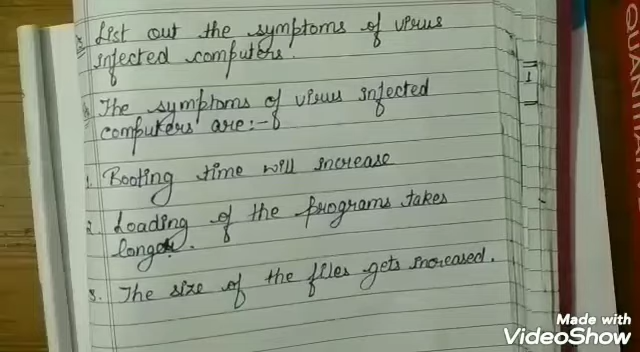 List out the symptoms of virus
infected computers.
The symptoms of virus infected
computers are:-
1. Booting time will increase
2. Loading of the programs takes
longer.
3. The size of the files gets increased.
QUANTITA
Made with
VideoShow